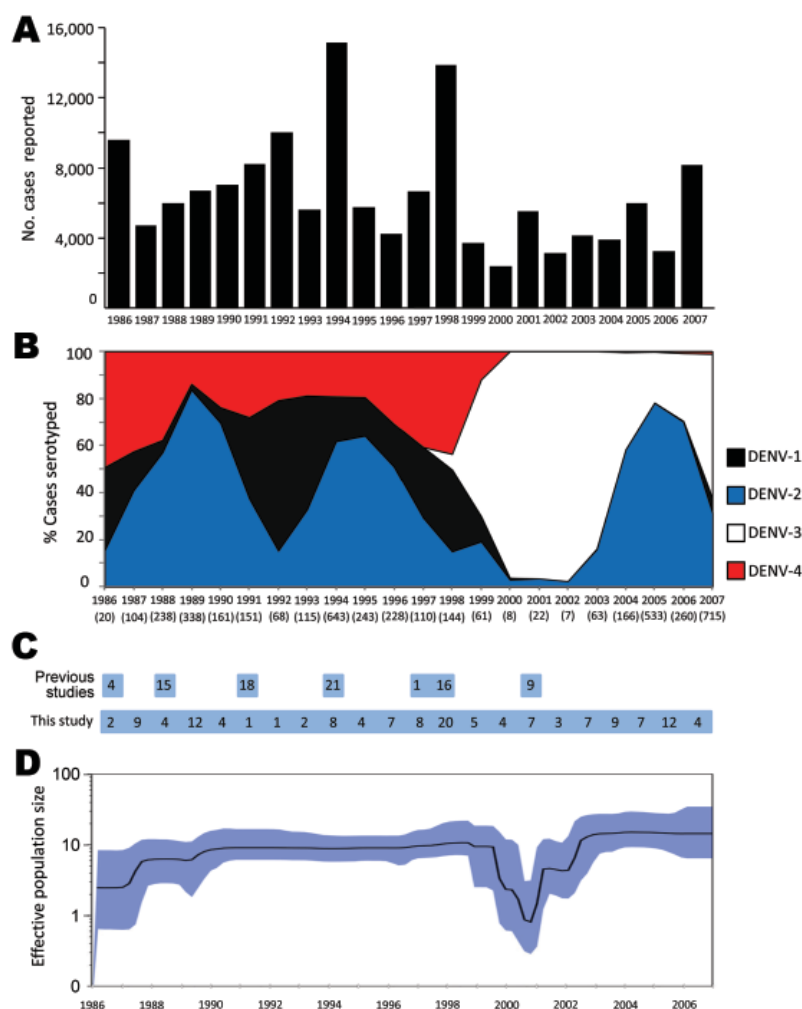 A
16,000
12,000
8,000
4,000
0
No. cases reported
1986 1987 1988 1989 1990 1991 1992 1993 1994 1995 1996 1997 1998 1999 2000 2001 2002 2003 2004 2005 2006 2007
B
100
80
60
40
20
0
% Cases serotyped
DENV-1
DENV-2
DENV-3
DENV-4
1986 1987 1988 1989 1990 1991 1992 1993 1994 1995 1996 1997 1998 1999 2000 2001 2002 2003 2004 2005 2006 2007
(20) (104) (238) (338) (161) (151) (68) (115) (643) (243) (228) (110) (144) (61) (8) (22) (7) (63) (166) (533) (260) (715)
C
Previous studies
4 15 18 21 1 16 9
This study
2 9 4 12 4 1 1 2 8 4 7 8 20 5 4 7 3 7 9 7 12 4
D
100
10
1
0
Effective population size
1986 1988 1990 1992 1994 1996 1998 2000 2002 2004 2006